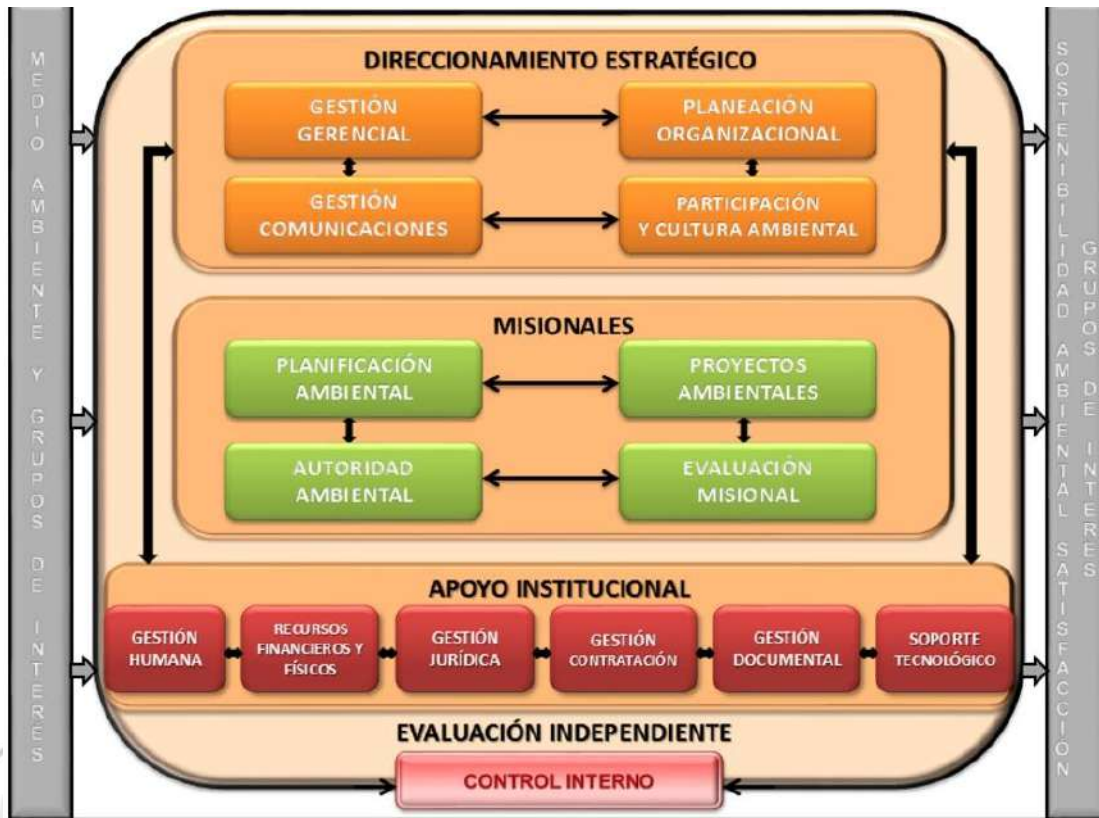 MEDIO AMBIENTE Y GRUPOS DE INTERES
DIRECCIONAMIENTO ESTRATÉGICO
GESTIÓN
GERENCIAL
PLANEACIÓN
ORGANIZACIONAL
GESTIÓN
COMUNICACIONES
PARTICIPACIÓN
Y CULTURA AMBIENTAL
MISIONALES
PLANIFICACIÓN
AMBIENTAL
PROYECTOS
AMBIENTALES
AUTORIDAD
AMBIENTAL
EVALUACIÓN
MISIONAL
APOYO INSTITUCIONAL
GESTIÓN
HUMANA
RECURSOS
FINANCIEROS Y
FÍSICOS
GESTIÓN
JURÍDICA
GESTIÓN
CONTRATACIÓN
GESTIÓN
DOCUMENTAL
SOPORTE
TECNOLÓGICO
EVALUACIÓN INDEPENDIENTE
CONTROL INTERNO
SOSTENIBILIDAD AMBIENTAL SATISFACCCIÓN
GRUPOS DE INTERES